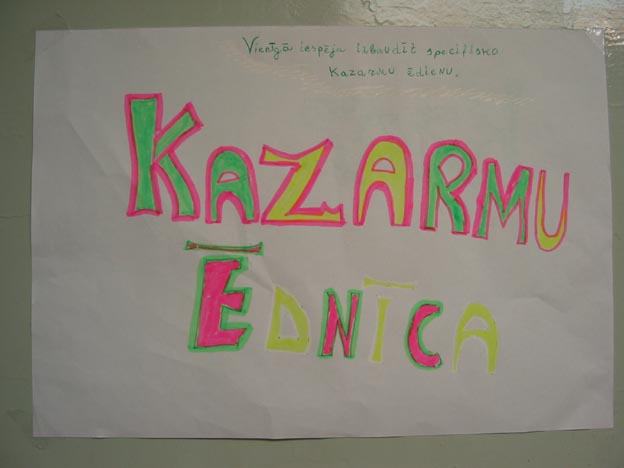 Vienīgā iespēja izbaudīt specifisko
Kazarmu ēdienu.
KAZARMU
ĒDNĪCA